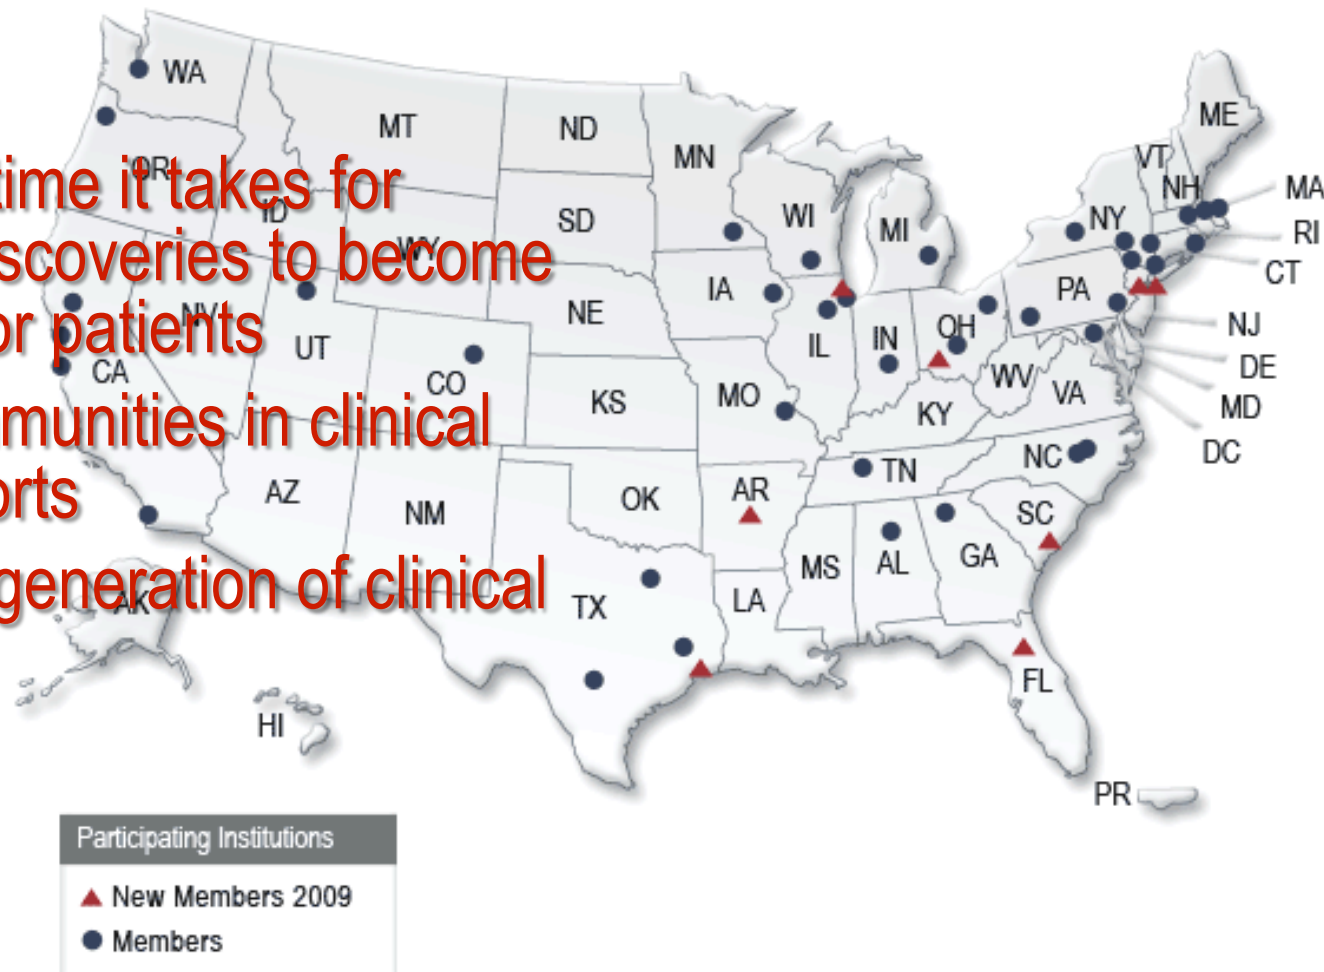 WA
MT
ND
MN
ME
VT
NH
MA
OR
time it takes for
ID
SD
WI
MI
NY
RI
WY
scoveries to become
CT
IA
PA
NE
NV
or patients
UT
IL
IN
OH
NJ
DE
CA
CO
KS
MO
WV
VA
MD
munities in clinical
KY
DC
NC
TN
AZ
NM
OK
AR
SC
orts
MS
AL
GA
generation of clinical
AK
TX
LA
FL
HI
PR
Participating Institutions
New Members 2009
Members